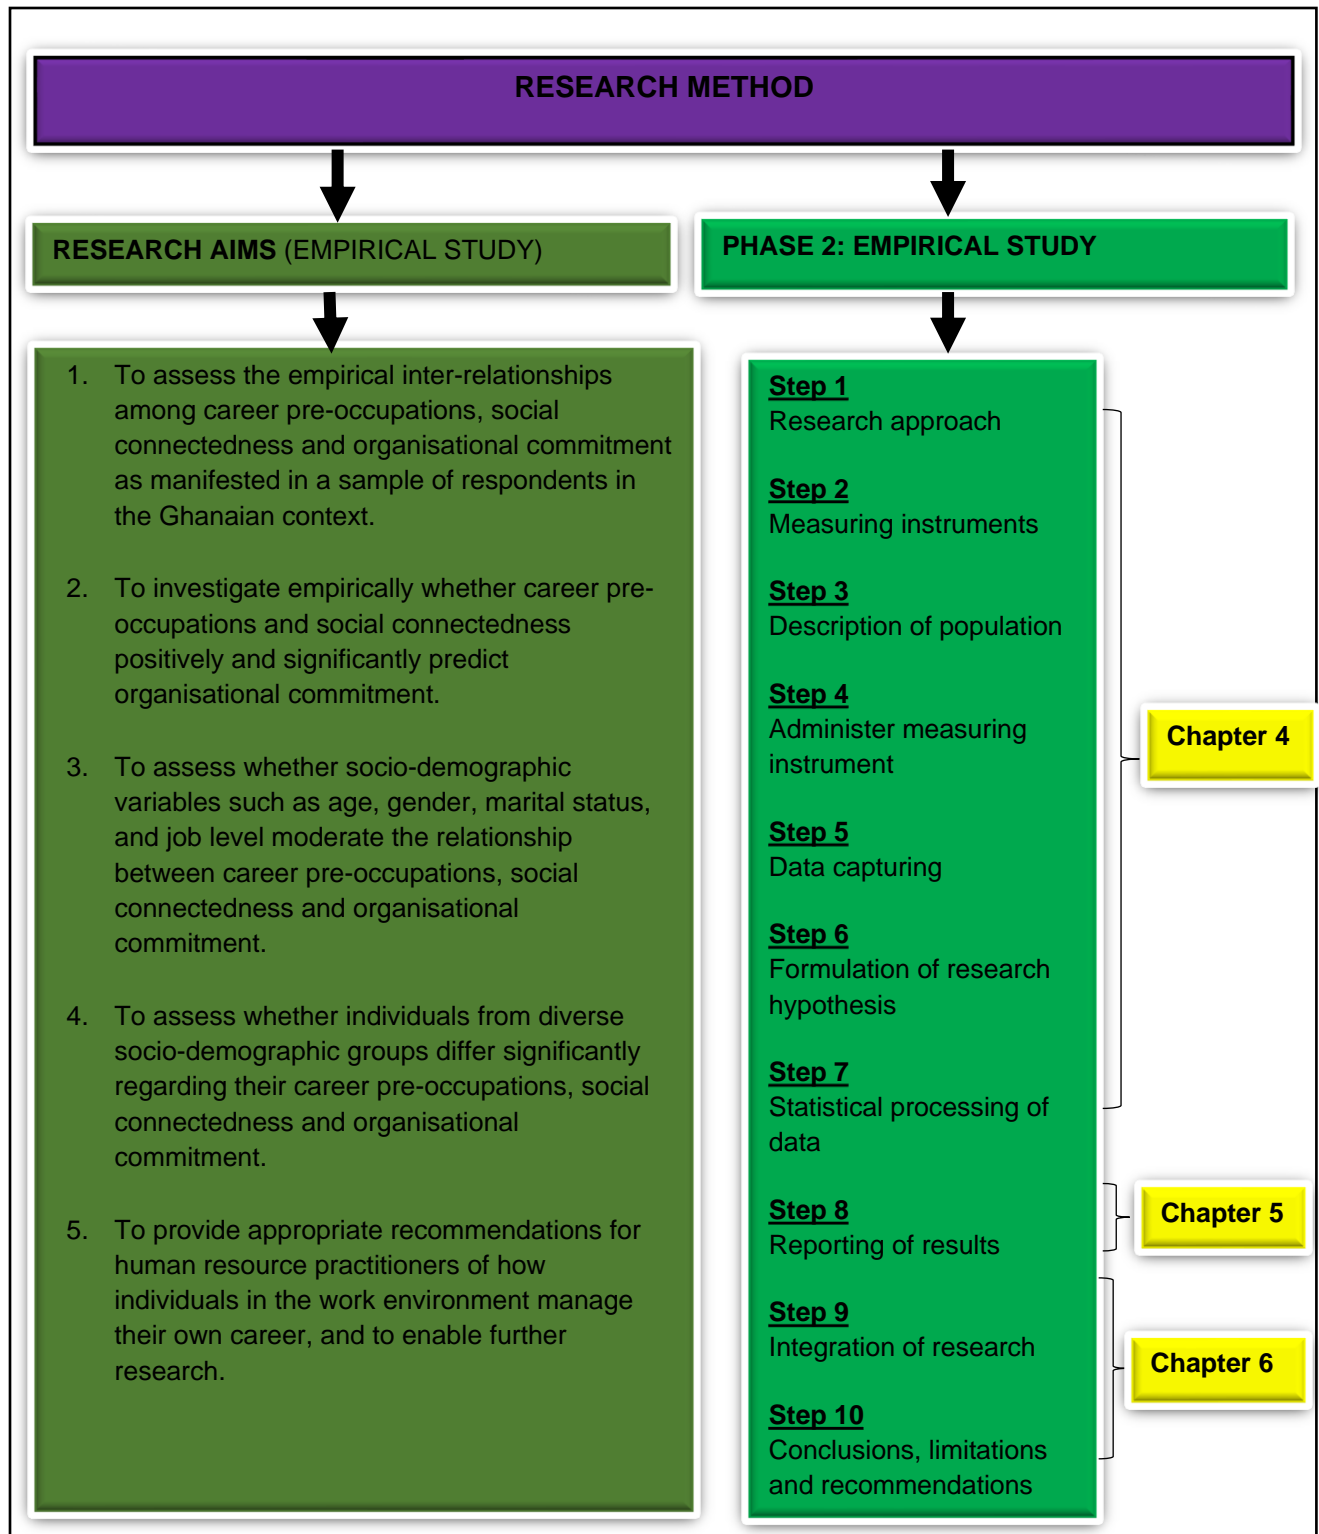 RESEARCH METHOD
RESEARCH AIMS (EMPIRICAL STUDY)
1. To assess the empirical inter-relationships
among career pre-occupations, social
connectedness and organisational commitment
as manifested in a sample of respondents in
the Ghanaian context.
2. To investigate empirically whether career pre-
occupations and social connectedness
positively and significantly predict
organisational commitment.
3. To assess whether socio-demographic
variables such as age, gender, marital status,
and job level moderate the relationship
between career pre-occupations, social
connectedness and organisational
commitment.
4. To assess whether individuals from diverse
socio-demographic groups differ significantly
regarding their career pre-occupations, social
connectedness and organisational
commitment.
5. To provide appropriate recommendations for
human resource practitioners of how
individuals in the work environment manage
their own career, and to enable further
research.
PHASE 2: EMPIRICAL STUDY
Step 1
Research approach
Step 2
Measuring instruments
Step 3
Description of population
Step 4
Administer measuring
instrument
Step 5
Data capturing
Step 6
Formulation of research
hypothesis
Step 7
Statistical processing of
data
Step 8
Reporting of results
Step 9
Integration of research
Step 10
Conclusions, limitations
and recommendations
Chapter 4
Chapter 5
Chapter 6